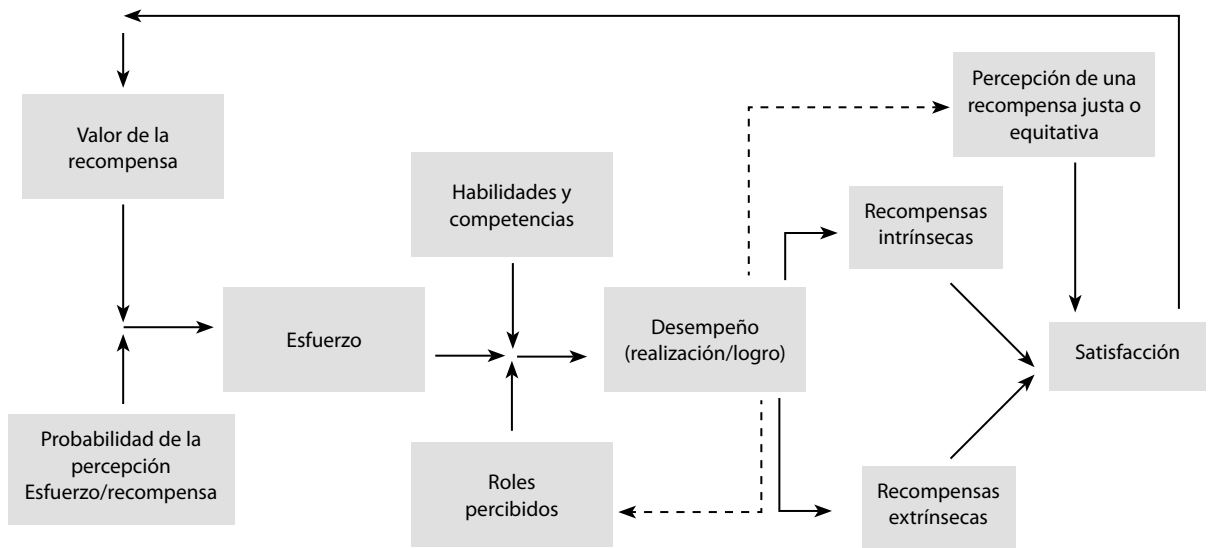 Valor de la
recompensa
Probabilidad de la
percepción
Esfuerzo/recompensa
Esfuerzo
Habilidades y
competencias
Roles
percibidos
Desempeño
(realización/logro)
Percepción de una
recompensa justa o
equitativa
Recompensas
intrínsecas
Recompensas
extrínsecas
Satisfacción